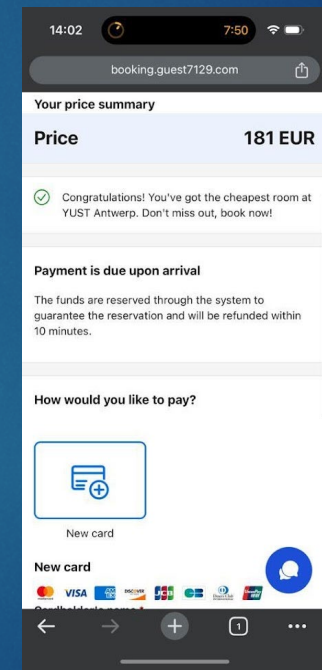 14:02
7:50
booking.guest7129.com
Your price summary
Price 181 EUR
Congratulations! You've got the cheapest room at
YUST Antwerp. Don't miss out, book now!
Payment is due upon arrival
The funds are reserved through the system to
guarantee the reservation and will be refunded within
10 minutes.
How would you like to pay?
New card
New card
VISA
DISCOVER
JCB
CB
Cardholder's name *
1